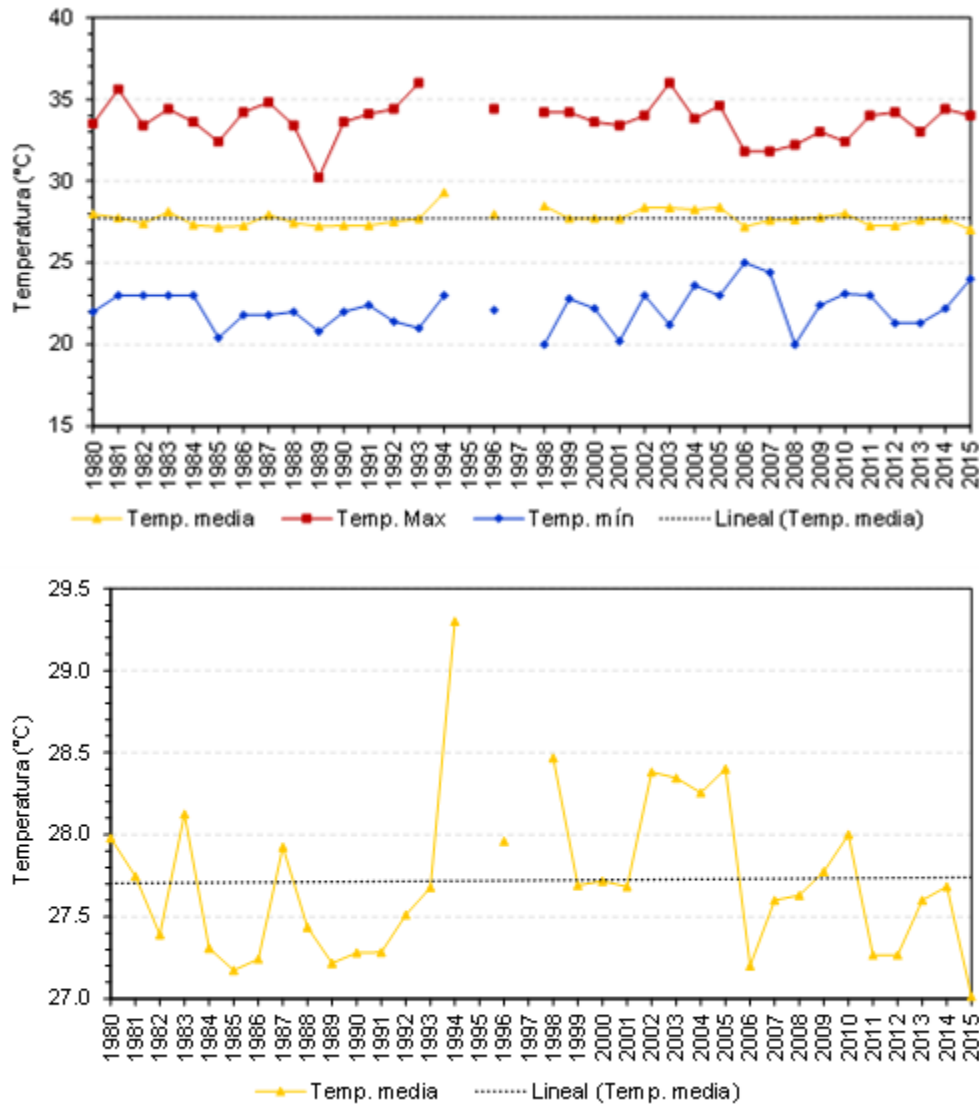 40
35
30
25
20
15
Temperatura (°C)
1980 1981 1982 1983 1984 1985 1986 1987 1988 1989 1990 1991 1992 1993 1994 1995 1996 1997 1998 1999 2000 2001 2002 2003 2004 2005 2006 2007 2008 2009 2010 2011 2012 2013 2014 2015
Temp. media Temp. Max Temp. mín Lineal (Temp. media)
29.5
29.0
28.5
28.0
27.5
27.0
Temperatura (°C)
1980 1981 1982 1983 1984 1985 1986 1987 1988 1989 1990 1991 1992 1993 1994 1995 1996 1997 1998 1999 2000 2001 2002 2003 2004 2005 2006 2007 2008 2009 2010 2011 2012 2013 2014 2015
Temp. media Lineal (Temp. media)